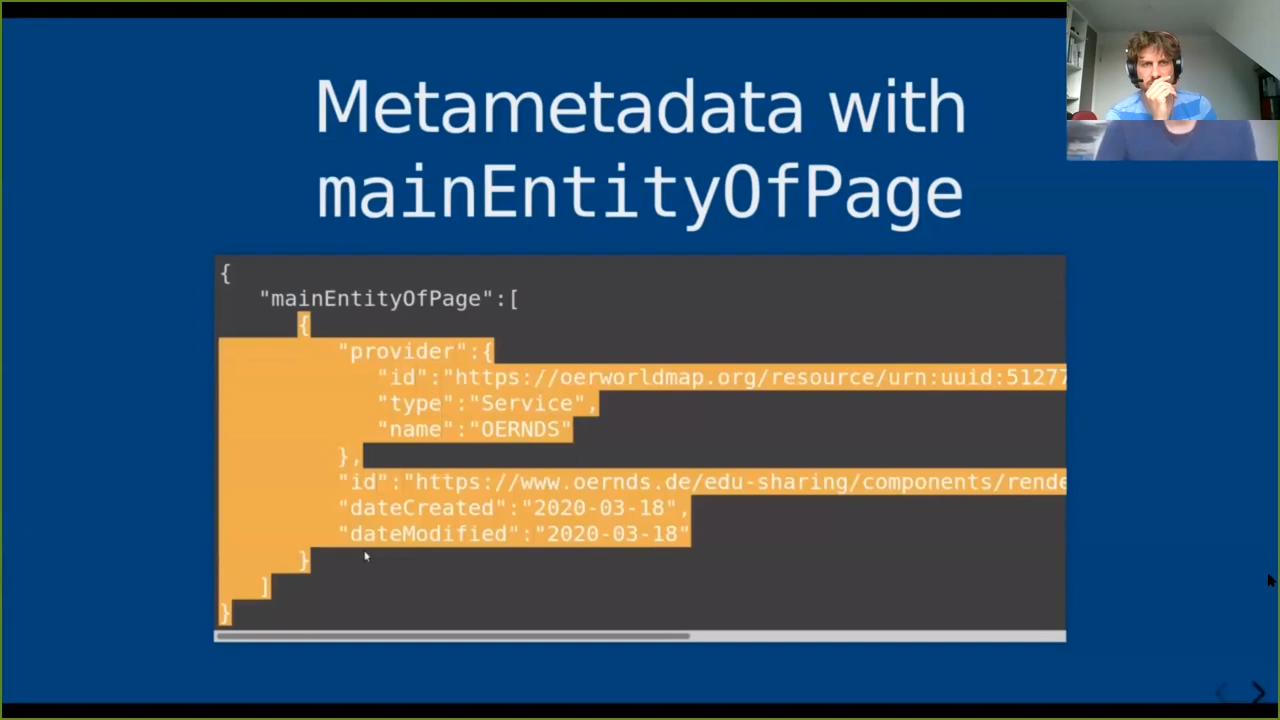 Metametadata with
mainEntityOfPage
{
"mainEntityOfPage":[
{
"provider":{
"id":"https://oerworldmap.org/resource/urn:uuid:51277
"type":"Service",
"name":"OERNDS"
},
"id":"https://www.oernds.de/edu-sharing/components/rende
"dateCreated":"2020-03-18",
"dateModified":"2020-03-18"
}
]
}